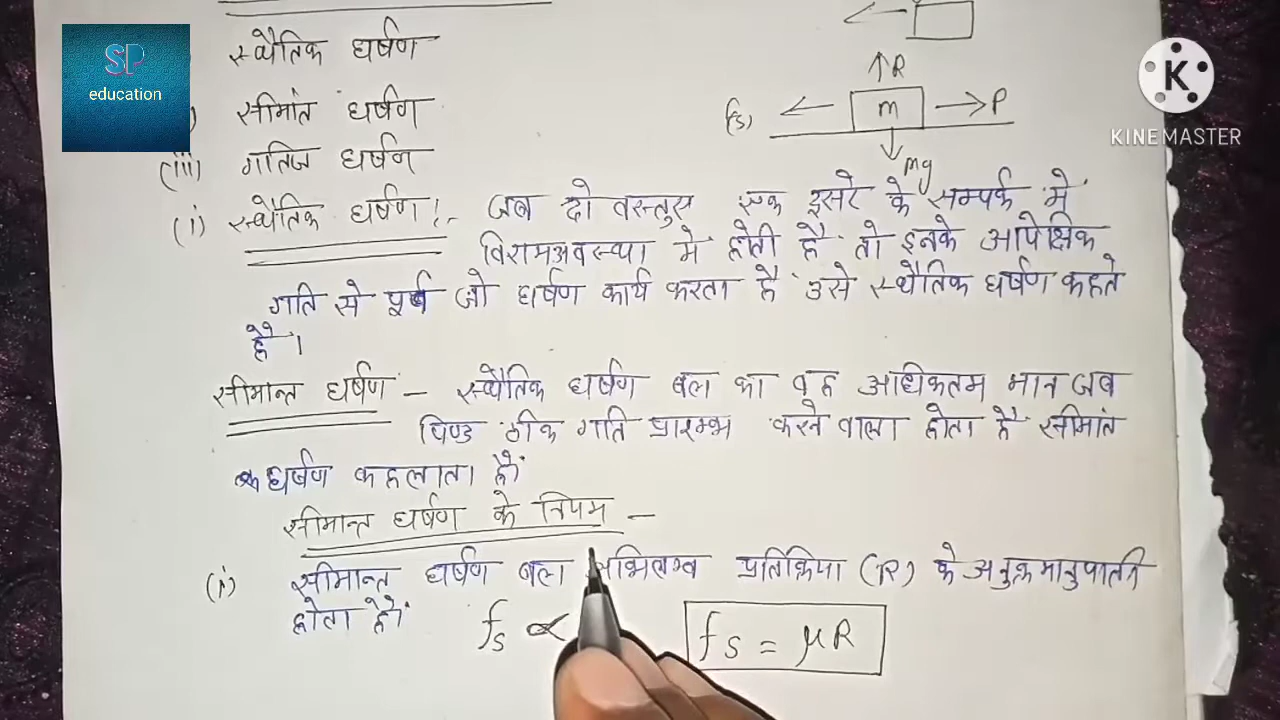 SP
education
KINEMASTER
स्थैतिक घर्षण
सीमांत घर्षण
(iii) गतिज घर्षण
↑R
fs) ← m → P
↓mg
(i) स्थैतिक घर्षण:- जब दो वस्तुए एक दूसरे के सम्पर्क में
विरामअवस्था में होती हैं तो इनके आपेक्षिक
गति से पूर्व जो घर्षण कार्य करता है उसे स्थैतिक घर्षण कहते
है।
सीमान्त घर्षण - स्थैतिक घर्षण बल का वह अधिकतम मान जब
पिण्ड ठीक गति प्रारम्भ करने वाला होता है सीमांत
घर्षण कहलाता है।
सीमान्त घर्षण के नियम -
(i) सीमान्त घर्षण बल अभिलम्ब प्रतिक्रिया (R) के अनुक्रमानुपाती
होता है।
fs ∝
fs = μR